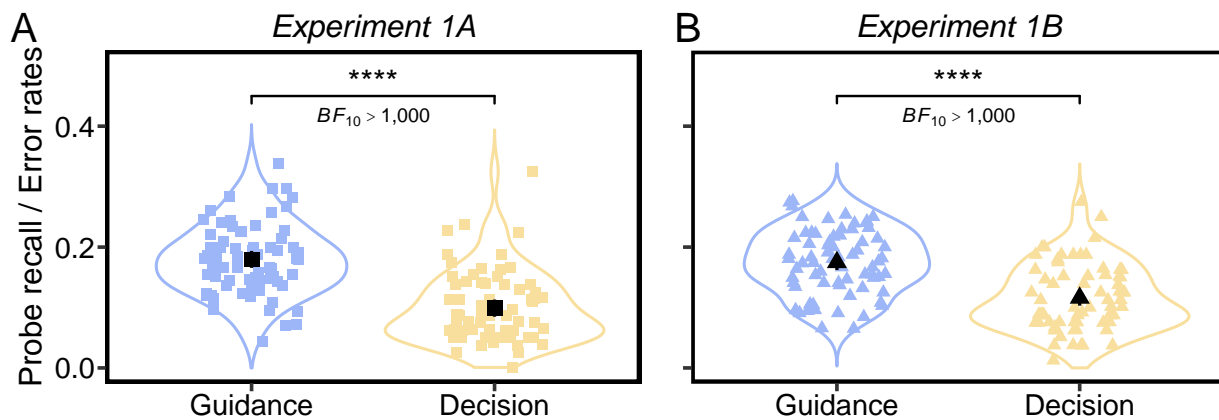 A
Experiment 1A
B
Experiment 1B
Probe recall / Error rates
****
BF10 > 1,000
****
BF10 > 1,000
0.4
0.2
0.0
Guidance
Decision
Guidance
Decision